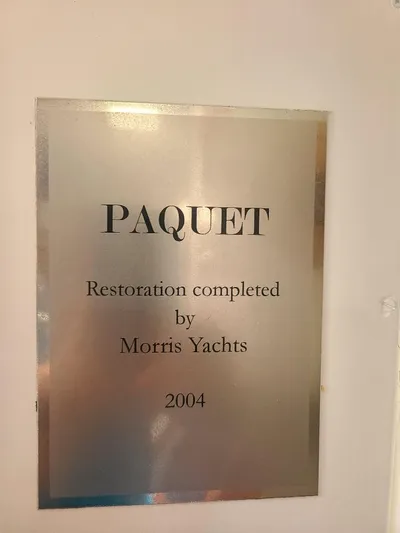 PAQUET
Restoration completed
by
Morris Yachts
2004